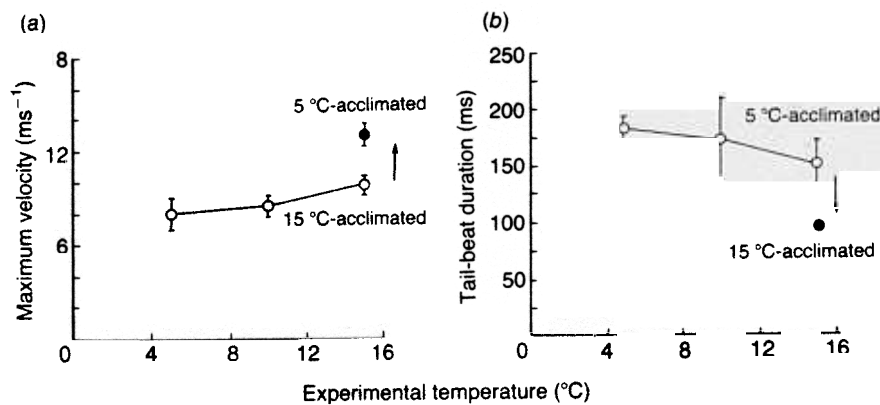 (a)
Maximum velocity (ms⁻¹)
8
12
6
5 °C-acclimated
15 °C-acclimated
0 4 8 12 16
(b)
Tail-beat duration (ms)
250
200
150
100
50
5 °C-acclimated
15 °C-acclimated
0 4 8 12 16
Experimental temperature (°C)